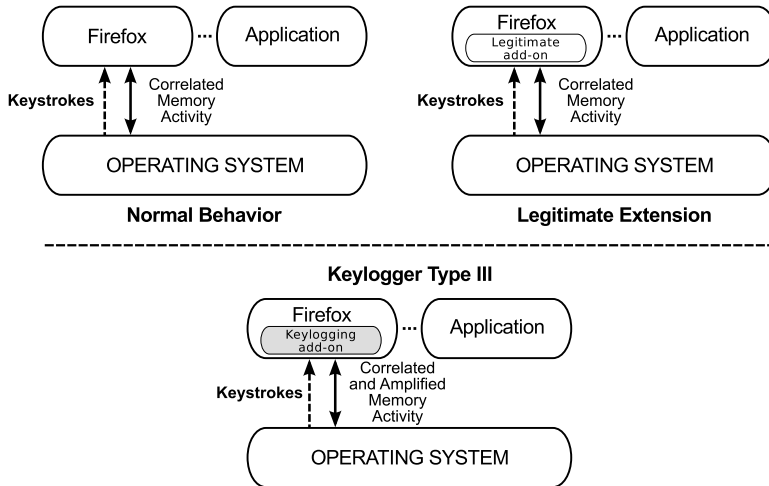 Firefox
...
Application
Keystrokes
Correlated
Memory
Activity
OPERATING SYSTEM
Normal Behavior
Firefox
Legitimate
add-on
...
Application
Keystrokes
Correlated
Memory
Activity
OPERATING SYSTEM
Legitimate Extension
Keylogger Type III
Firefox
Keylogging
add-on
...
Application
Keystrokes
Correlated
and Amplified
Memory
Activity
OPERATING SYSTEM